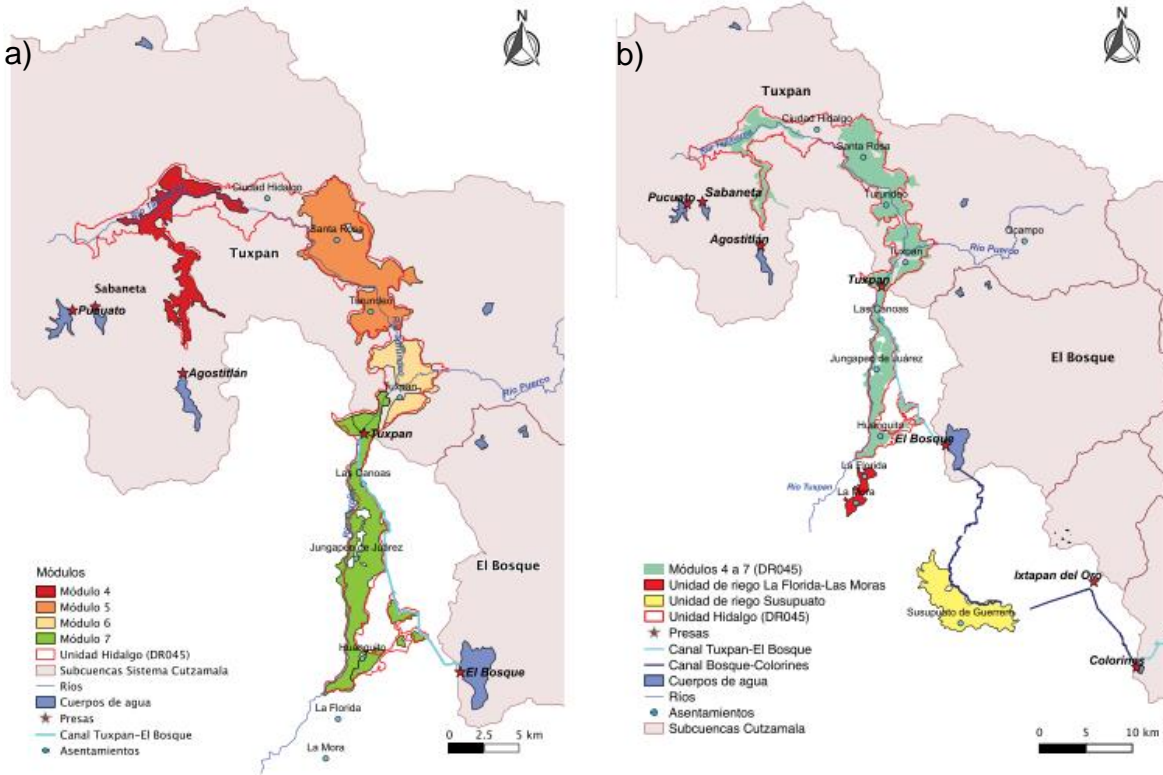 a)
N
Río Tuxpan
Ciudad Hidalgo
Santa Rosa
Tuxpan
Sabaneta
Pucuato
Turundeo
Agostitlán
Tuxpan
Río Puerco
Tuxpan
Las Canoas
Jungapeo de Juárez
El Bosque
Huanguito
El Bosque
La Florida
La Mora
Módulos
Módulo 4
Módulo 5
Módulo 6
Módulo 7
Unidad Hidalgo (DR045)
Subcuencas Sistema Cutzamala
Ríos
Cuerpos de agua
Presas
Canal Tuxpan-El Bosque
Asentamientos
0 2.5 5 km
b)
N
Tuxpan
Ciudad Hidalgo
Santa Rosa
Pucuato
Sabaneta
Turundeo
Ocampo
Agostitlán
Tuxpan
Río Puerco
Tuxpan
Las Canoas
Jungapeo de Juárez
El Bosque
Huanguita
El Bosque
La Florida
Río Tuxpan
La Mora
Ixtapan del Oro
Susupuato de Guerrero
Colorines
Módulos 4 a 7 (DR045)
Unidad de riego La Florida-Las Moras
Unidad de riego Susupuato
Unidad Hidalgo (DR045)
Presas
Canal Tuxpan-El Bosque
Canal Bosque-Colorines
Cuerpos de agua
Ríos
Asentamientos
Subcuencas Cutzamala
0 5 10 km